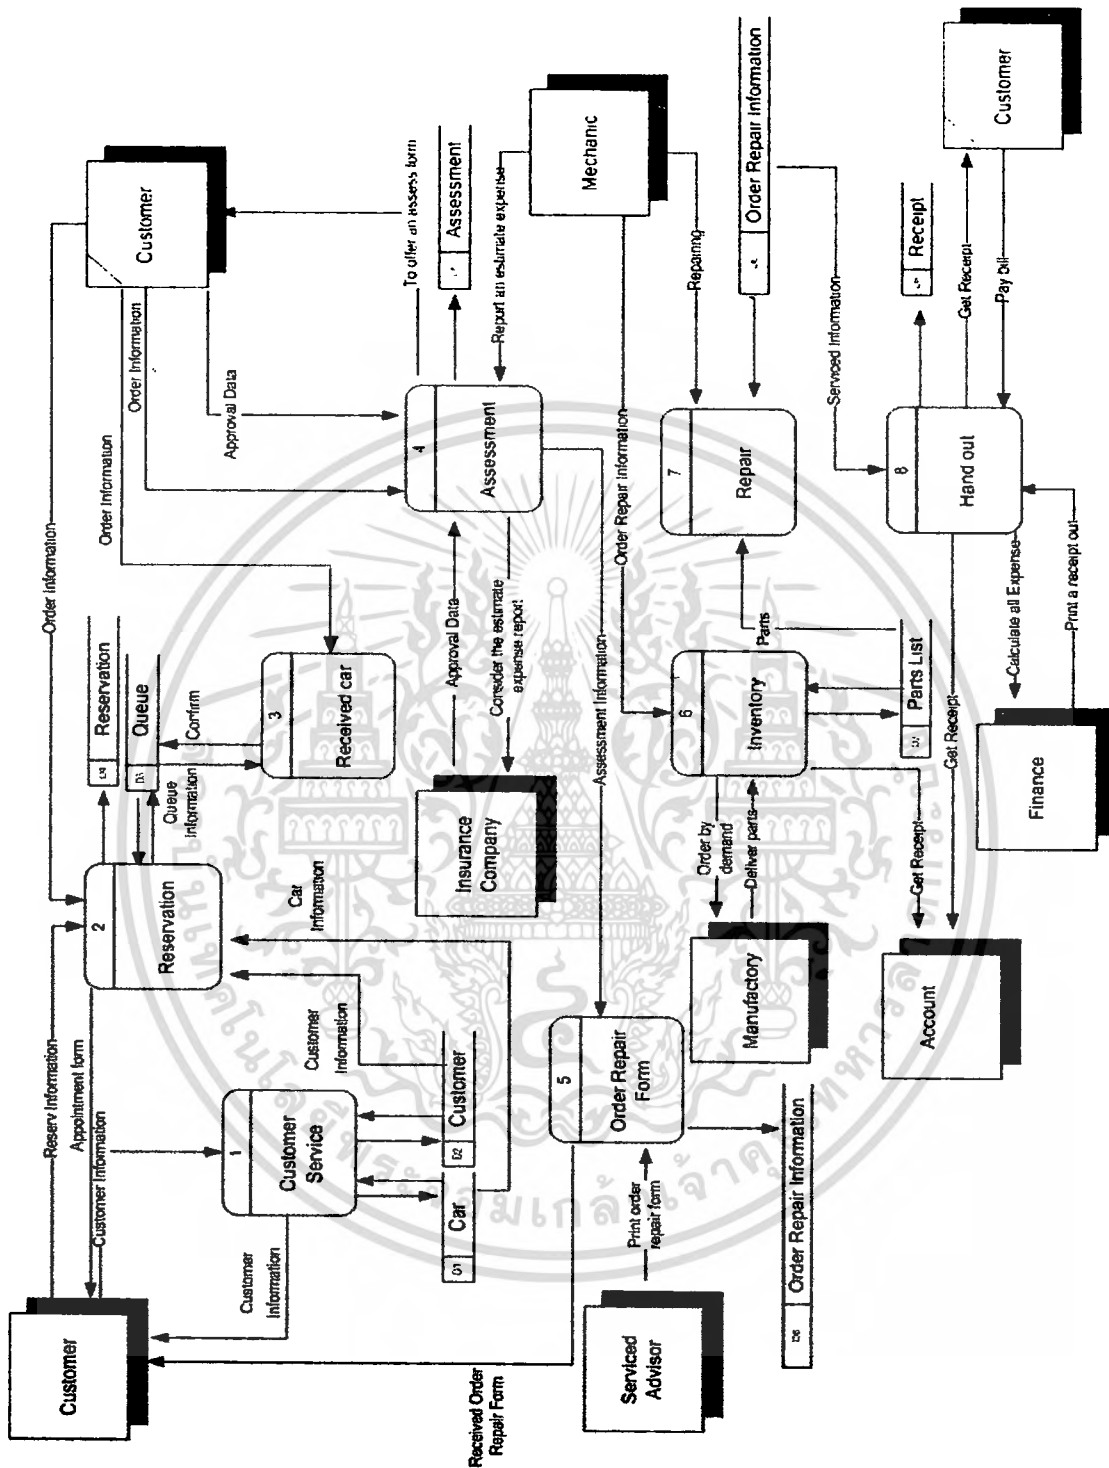 Customer
Reserv Information
Appointment form
Customer Information
Customer
Information
Received Order
Repair Form
1
Customer
Service
D1
Car
D2
Customer
Customer
Information
Car
Information
2
Reservation
Order Information
Reservation
D3
Queue
Queue
Information
Confirm
3
Received car
Order Information
Order Information
Approval Data
Customer
To offer an assess form
Assessment
4
Assessment
Report an estimate expense
Approval Data
Consider the estimate
expense report
Insurance
Company
Assessment Information
Mechanic
Order Repair Information
Repairing
5
Order Repair
Form
Print order
repair form
Serviced
Advisor
D6
Order Repair Information
6
Inventory
Order by
demand
Deliver parts
Manufactory
Parts
Parts List
Get Receipt
Get Receipt
Account
7
Repair
Order Repair Information
Serviced Information
8
Hand out
Receipt
Get Receipt
Pay bill
Customer
Calculate all Expense
Print a receipt out
Finance